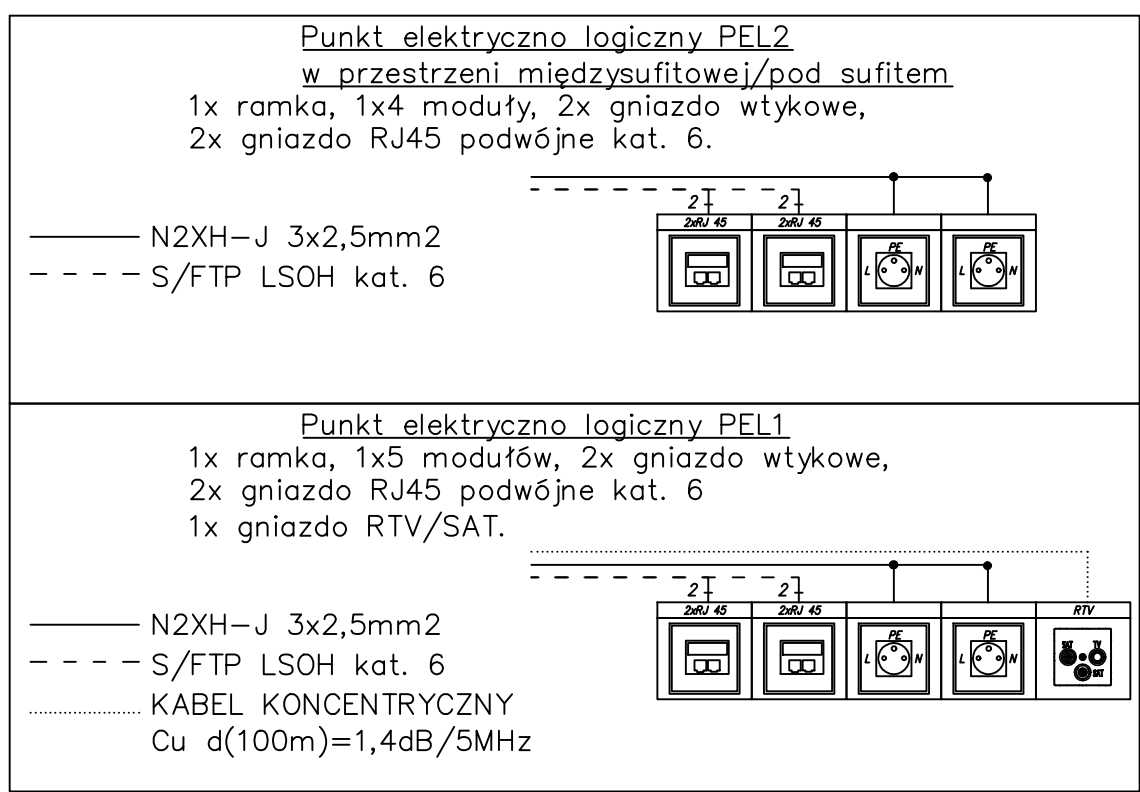 Punkt elektryczno logiczny PEL2
w przestrzeni międzysufitowej/pod sufitem
1x ramka, 1x4 moduły, 2x gniazdo wtykowe,
2x gniazdo RJ45 podwójne kat. 6.
2 2
2xRJ 45 2xRJ 45
PE PE
L N L N
N2XH-J 3x2,5mm2
S/FTP LSOH kat. 6
Punkt elektryczno logiczny PEL1
1x ramka, 1x5 modułów, 2x gniazdo wtykowe,
2x gniazdo RJ45 podwójne kat. 6
1x gniazdo RTV/SAT.
2 2
2xRJ 45 2xRJ 45 RTV
PE PE
L N L N
SAT TV
SAT
N2XH-J 3x2,5mm2
S/FTP LSOH kat. 6
KABEL KONCENTRYCZNY
Cu d(100m)=1,4dB/5MHz